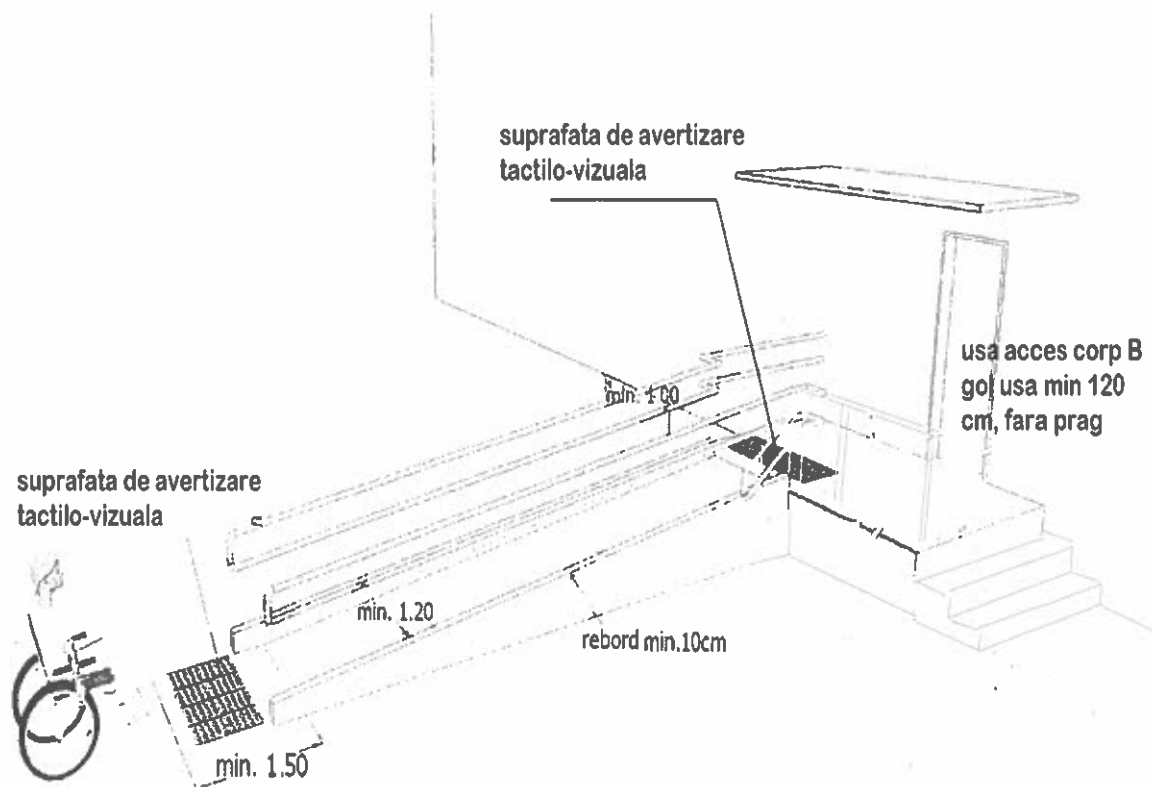 suprafata de avertizare
tactilo-vizuala
usa acces corp B
gol usa min 120
cm, fara prag
min. 1.00
suprafata de avertizare
tactilo-vizuala
min. 1.20
rebord min.10cm
min. 1.50